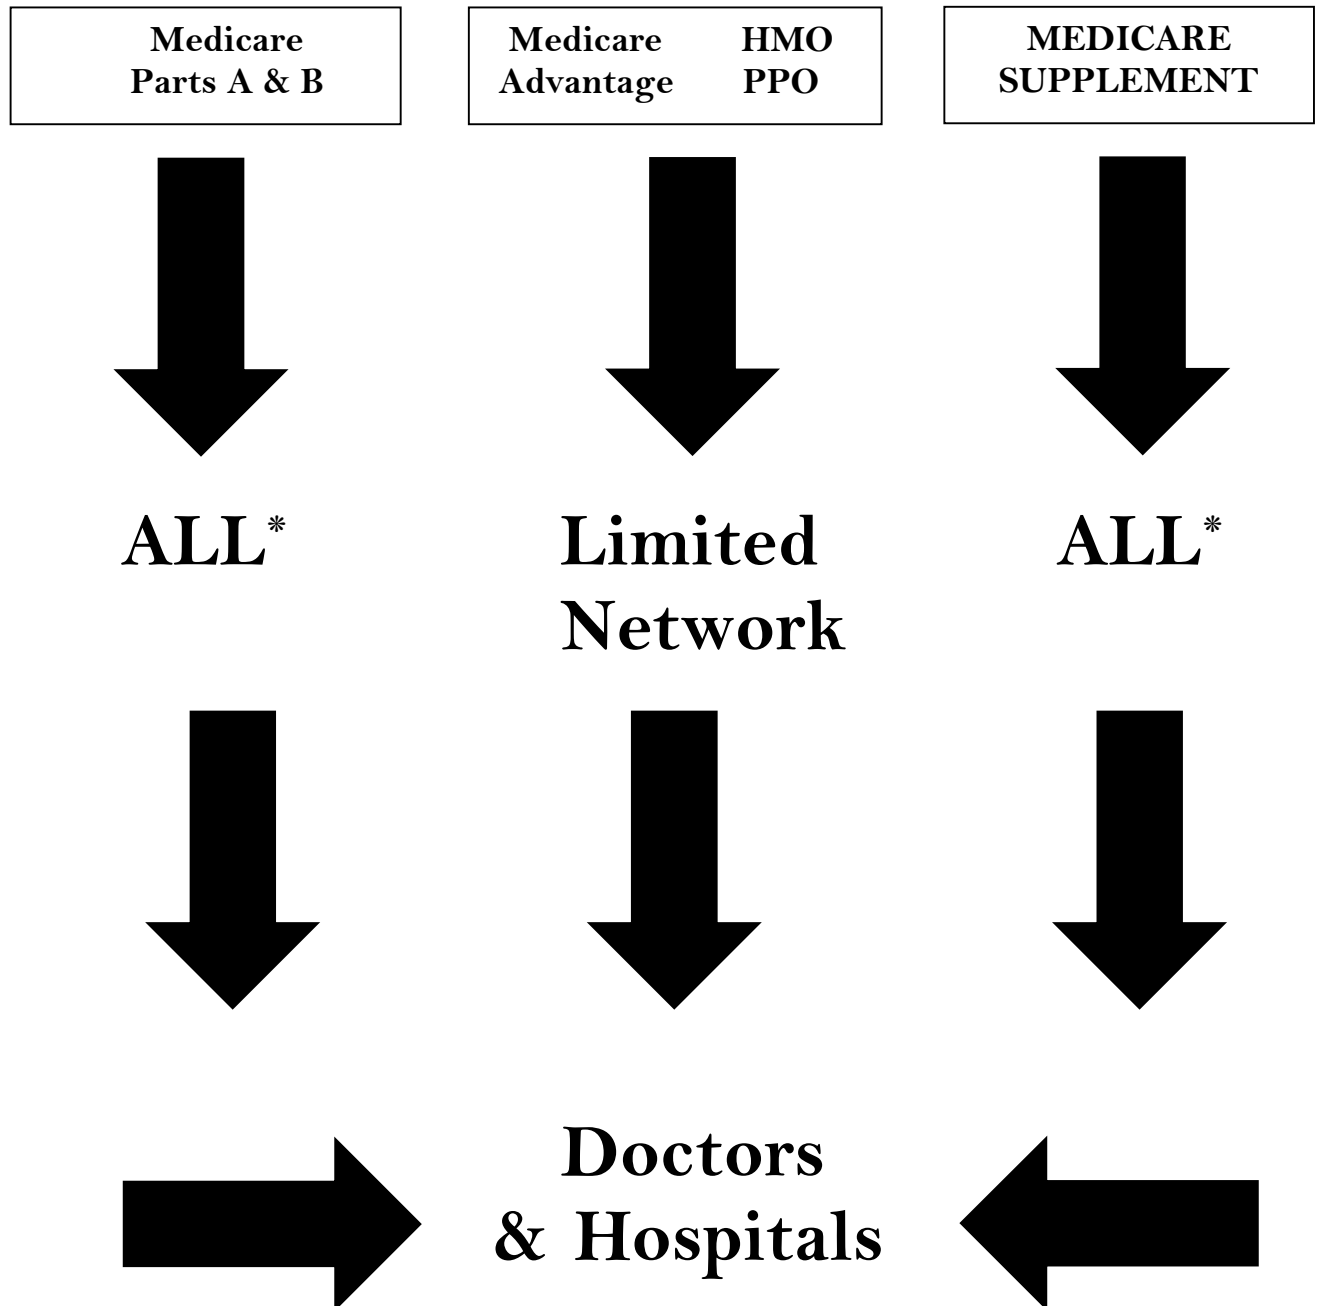 Medicare
Parts A & B
Medicare HMO
Advantage PPO
MEDICARE
SUPPLEMENT
ALL*
Limited
Network
ALL*
Doctors
& Hospitals